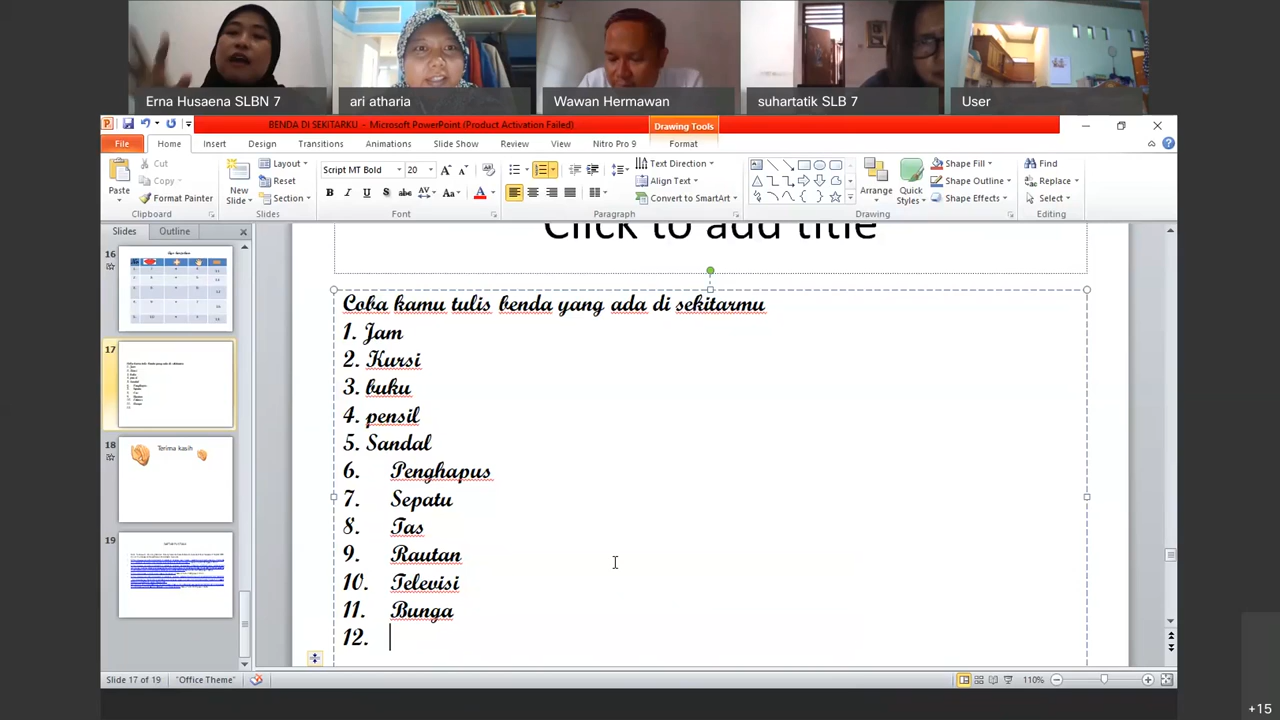 Erna Husaena SLBN 7
ari atharia
Wawan Hermawan
suhartatik SLB 7
User
BENDA DI SEKITARKU - Microsoft PowerPoint (Product Activation Failed)
Drawing Tools
File
Home
Insert
Design
Transitions
Animations
Slide Show
Review
View
Nitro Pro 9
Format
Paste
Cut
Copy
Format Painter
Clipboard
New Slide
Layout
Reset
Section
Slides
Script MT Bold
20
Font
Text Direction
Align Text
Convert to SmartArt
Paragraph
Arrange
Quick Styles
Shape Fill
Shape Outline
Shape Effects
Drawing
Find
Replace
Select
Editing
Slides
Outline
16
17
18
Terima kasih
19
Click to add title
Coba kamu tulis benda yang ada di sekitarmu
1. Jam
2. Kursi
3. buku
4. pensil
5. Sandal
6. Penghapus
7. Sepatu
8. Tas
9. Rautan
10. Televisi
11. Bunga
12.
Slide 17 of 19
"Office Theme"
110%
+15